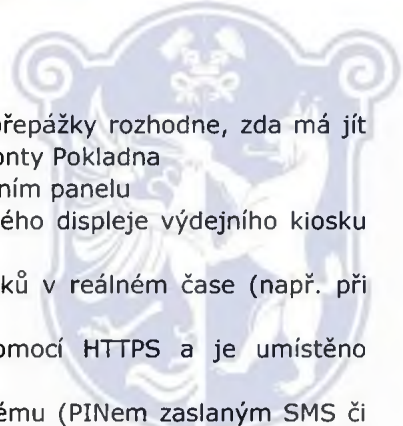 přepážky rozhodne, zda má jít
onty Pokladna
ním panelu
ého displeje výdejního kiosku
ků v reálném čase (např. při
omocí HTTPS a je umístěno
ému (PINem zaslaným SMS či